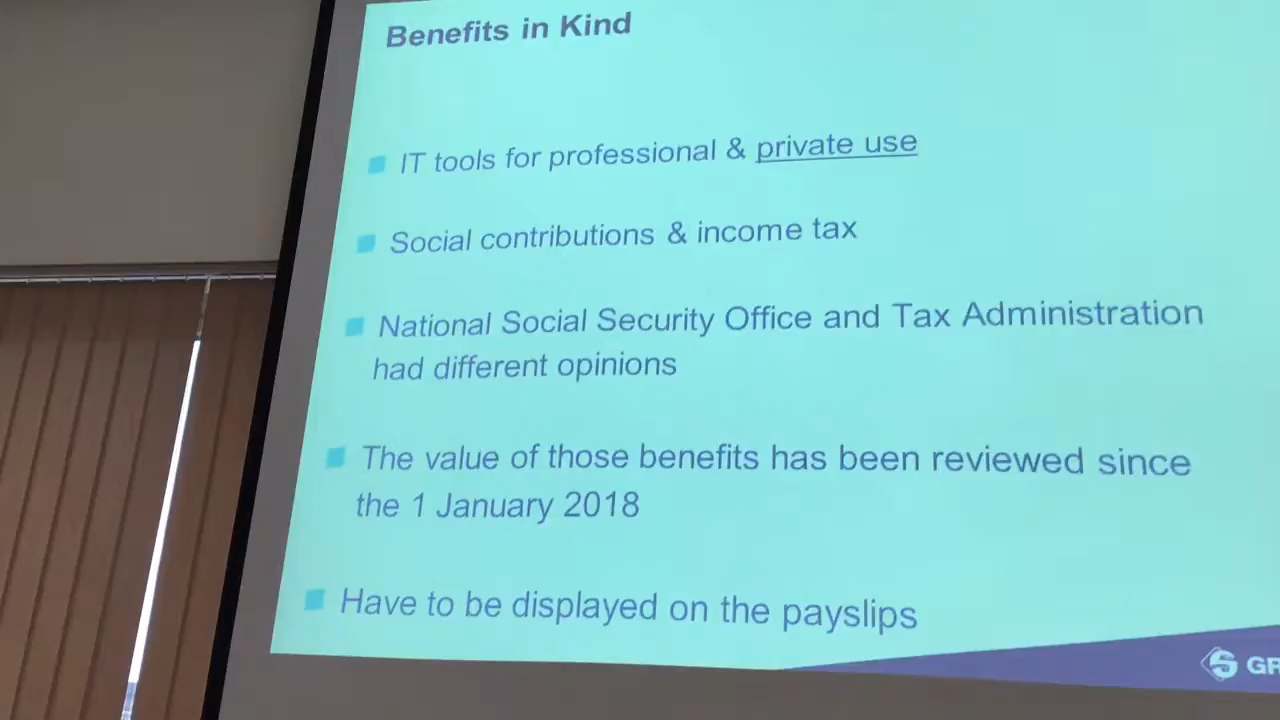 Benefits in Kind
IT tools for professional & private use
Social contributions & income tax
National Social Security Office and Tax Administration
had different opinions
The value of those benefits has been reviewed since
the 1 January 2018
Have to be displayed on the payslips